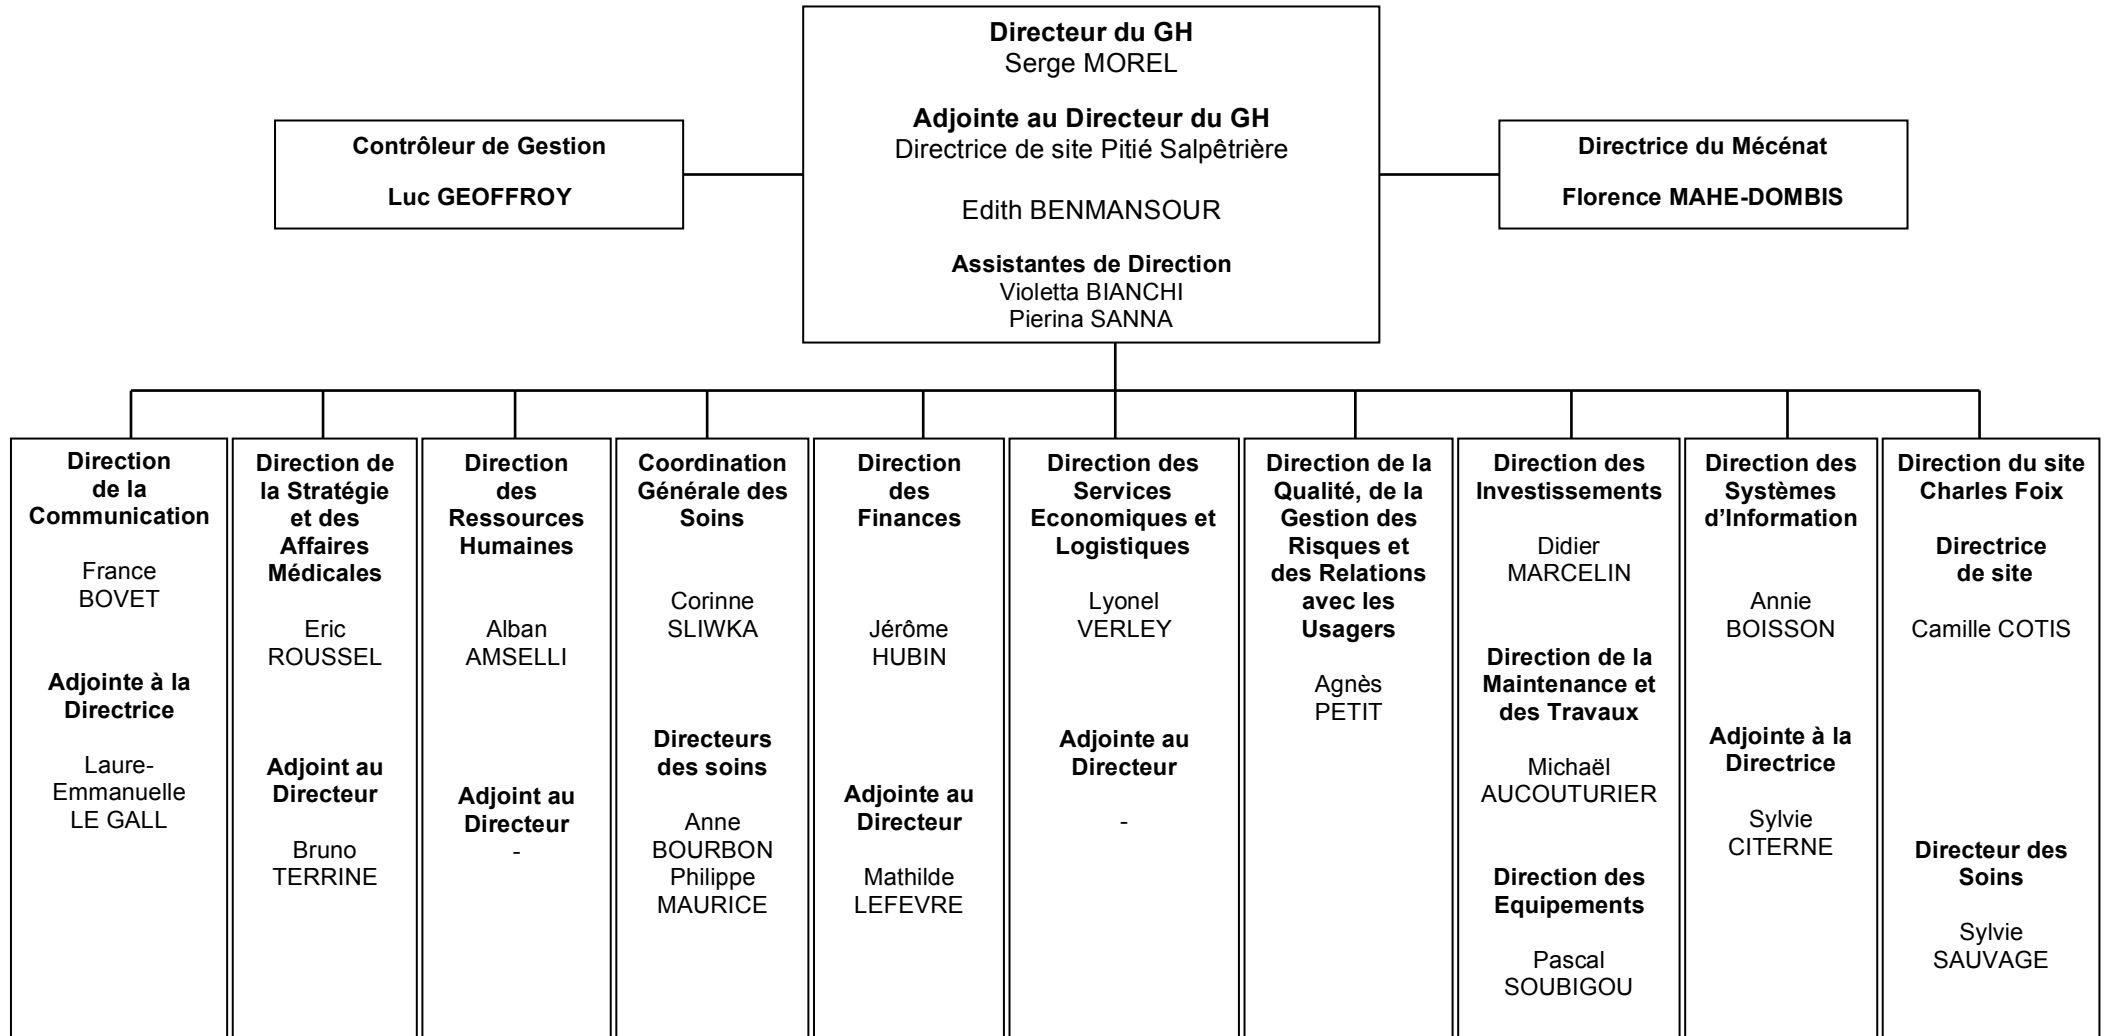 Directeur du GH
Serge MOREL
Adjointe au Directeur du GH
Directrice de site Pitié Salpêtrière
Edith BENMANSOUR
Assistantes de Direction
Violetta BIANCHI
Pierina SANNA
Contrôleur de Gestion
Luc GEOFFROY
Directrice du Mécénat
Florence MAHE-DOMBIS
Direction
de la
Communication
France
BOVET
Adjointe à la
Directrice
Laure-
Emmanuelle
LE GALL
Direction de
la Stratégie
et des
Affaires
Médicales
Eric
ROUSSEL
Adjoint au
Directeur
Bruno
TERRINE
Direction
des
Ressources
Humaines
Alban
AMSELLI
Adjoint au
Directeur
-
Coordination
Générale des
Soins
Corinne
SLIWKA
Directeurs
des soins
Anne
BOURBON
Philippe
MAURICE
Direction
des
Finances
Jérôme
HUBIN
Adjointe au
Directeur
Mathilde
LEFEVRE
Direction des
Services
Economiques et
Logistiques
Lyonel
VERLEY
Adjointe au
Directeur
-
Direction de la
Qualité, de la
Gestion des
Risques et
des Relations
avec les
Usagers
Agnès
PETIT
Direction des
Investissements
Didier
MARCELIN
Direction de la
Maintenance et
des Travaux
Michaël
AUCOUTURIER
Direction des
Equipements
Pascal
SOUBIGOU
Direction des
Systèmes
d’Information
Annie
BOISSON
Adjointe à la
Directrice
Sylvie
CITERNE
Direction du site
Charles Foix
Directrice
de site
Camille COTIS
Directeur des
Soins
Sylvie
SAUVAGE